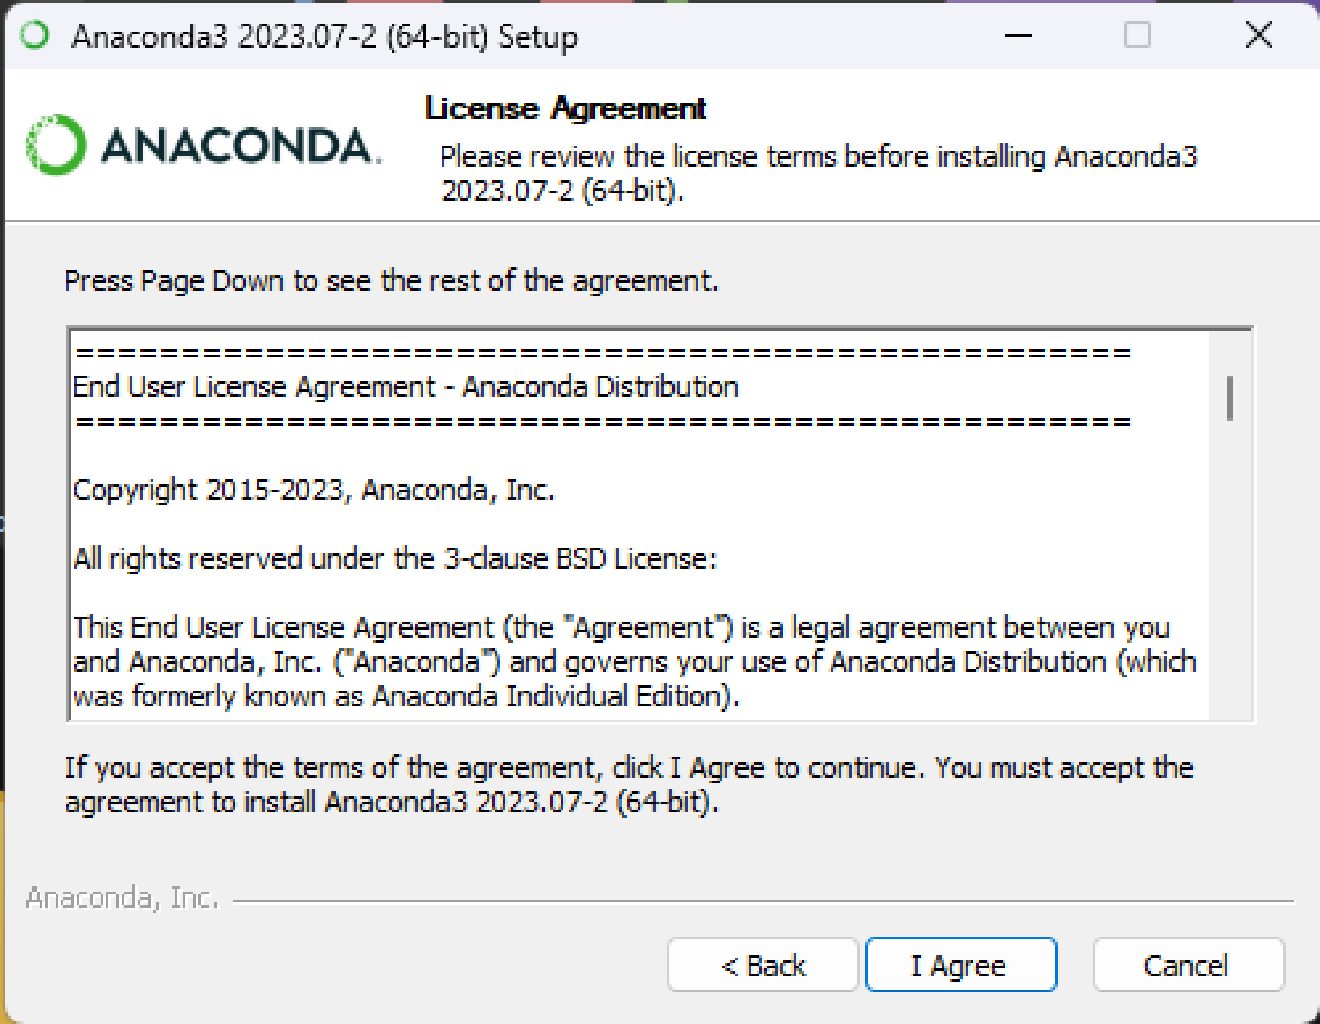 Anaconda3 2023.07-2 (64-bit) Setup
ANACONDA.
License Agreement
Please review the license terms before installing Anaconda3
2023.07-2 (64-bit).
Press Page Down to see the rest of the agreement.
===================================================
End User License Agreement - Anaconda Distribution
===================================================
Copyright 2015-2023, Anaconda, Inc.
All rights reserved under the 3-clause BSD License:
This End User License Agreement (the "Agreement") is a legal agreement between you
and Anaconda, Inc. ("Anaconda") and governs your use of Anaconda Distribution (which
was formerly known as Anaconda Individual Edition).
If you accept the terms of the agreement, click I Agree to continue. You must accept the
agreement to install Anaconda3 2023.07-2 (64-bit).
Anaconda, Inc.
< Back
I Agree
Cancel